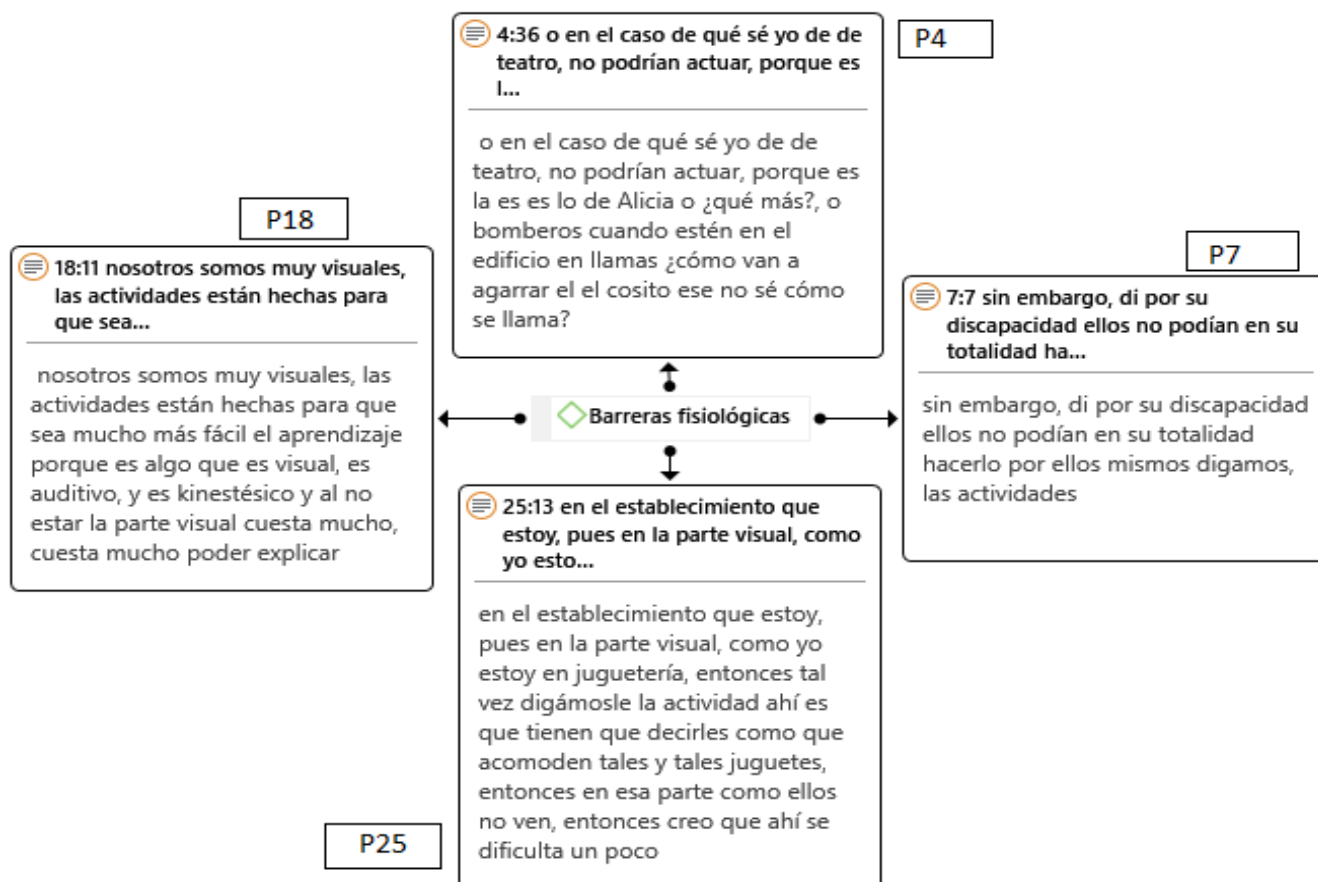 4:36 o en el caso de qué sé yo de de
teatro, no podrían actuar, porque es
l...
o en el caso de qué sé yo de de
teatro, no podrían actuar, porque es
la es es lo de Alicia o ¿qué más?, o
bomberos cuando estén en el
edificio en llamas ¿cómo van a
agarrar el el cosito ese no sé cómo
se llama?
P4
P18
18:11 nosotros somos muy visuales,
las actividades están hechas para
que sea...
nosotros somos muy visuales, las
actividades están hechas para que
sea mucho más fácil el aprendizaje
porque es algo que es visual, es
auditivo, y es kinestésico y al no
estar la parte visual cuesta mucho,
cuesta mucho poder explicar
P7
7:7 sin embargo, di por su
discapacidad ellos no podían en su
totalidad ha...
sin embargo, di por su discapacidad
ellos no podían en su totalidad
hacerlo por ellos mismos digamos,
las actividades
Barreras fisiológicas
25:13 en el establecimiento que
estoy, pues en la parte visual, como
yo esto...
en el establecimiento que estoy,
pues en la parte visual, como yo
estoy en juguetería, entonces tal
vez digámosle la actividad ahí es
que tienen que decirles como que
acomoden tales y tales juguetes,
entonces en esa parte como ellos
no ven, entonces creo que ahí se
dificulta un poco
P25